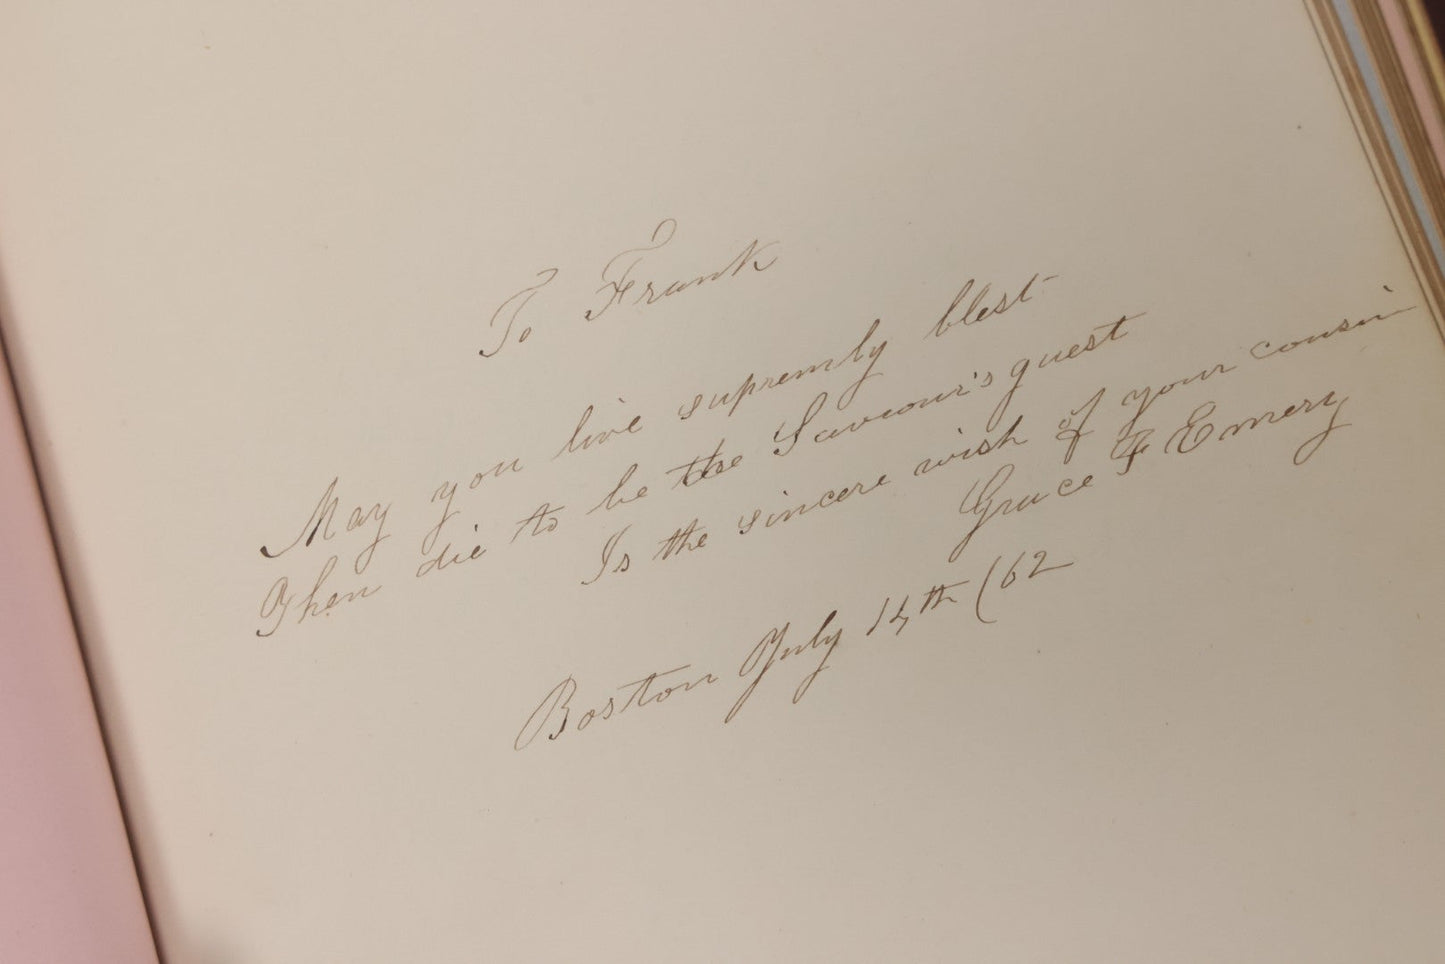 To Frank
May you live supremly blest
Then die to be the Saviour's guest
Is the sincere wish of your cousin
Grace F Emery
Boston July 14th (62